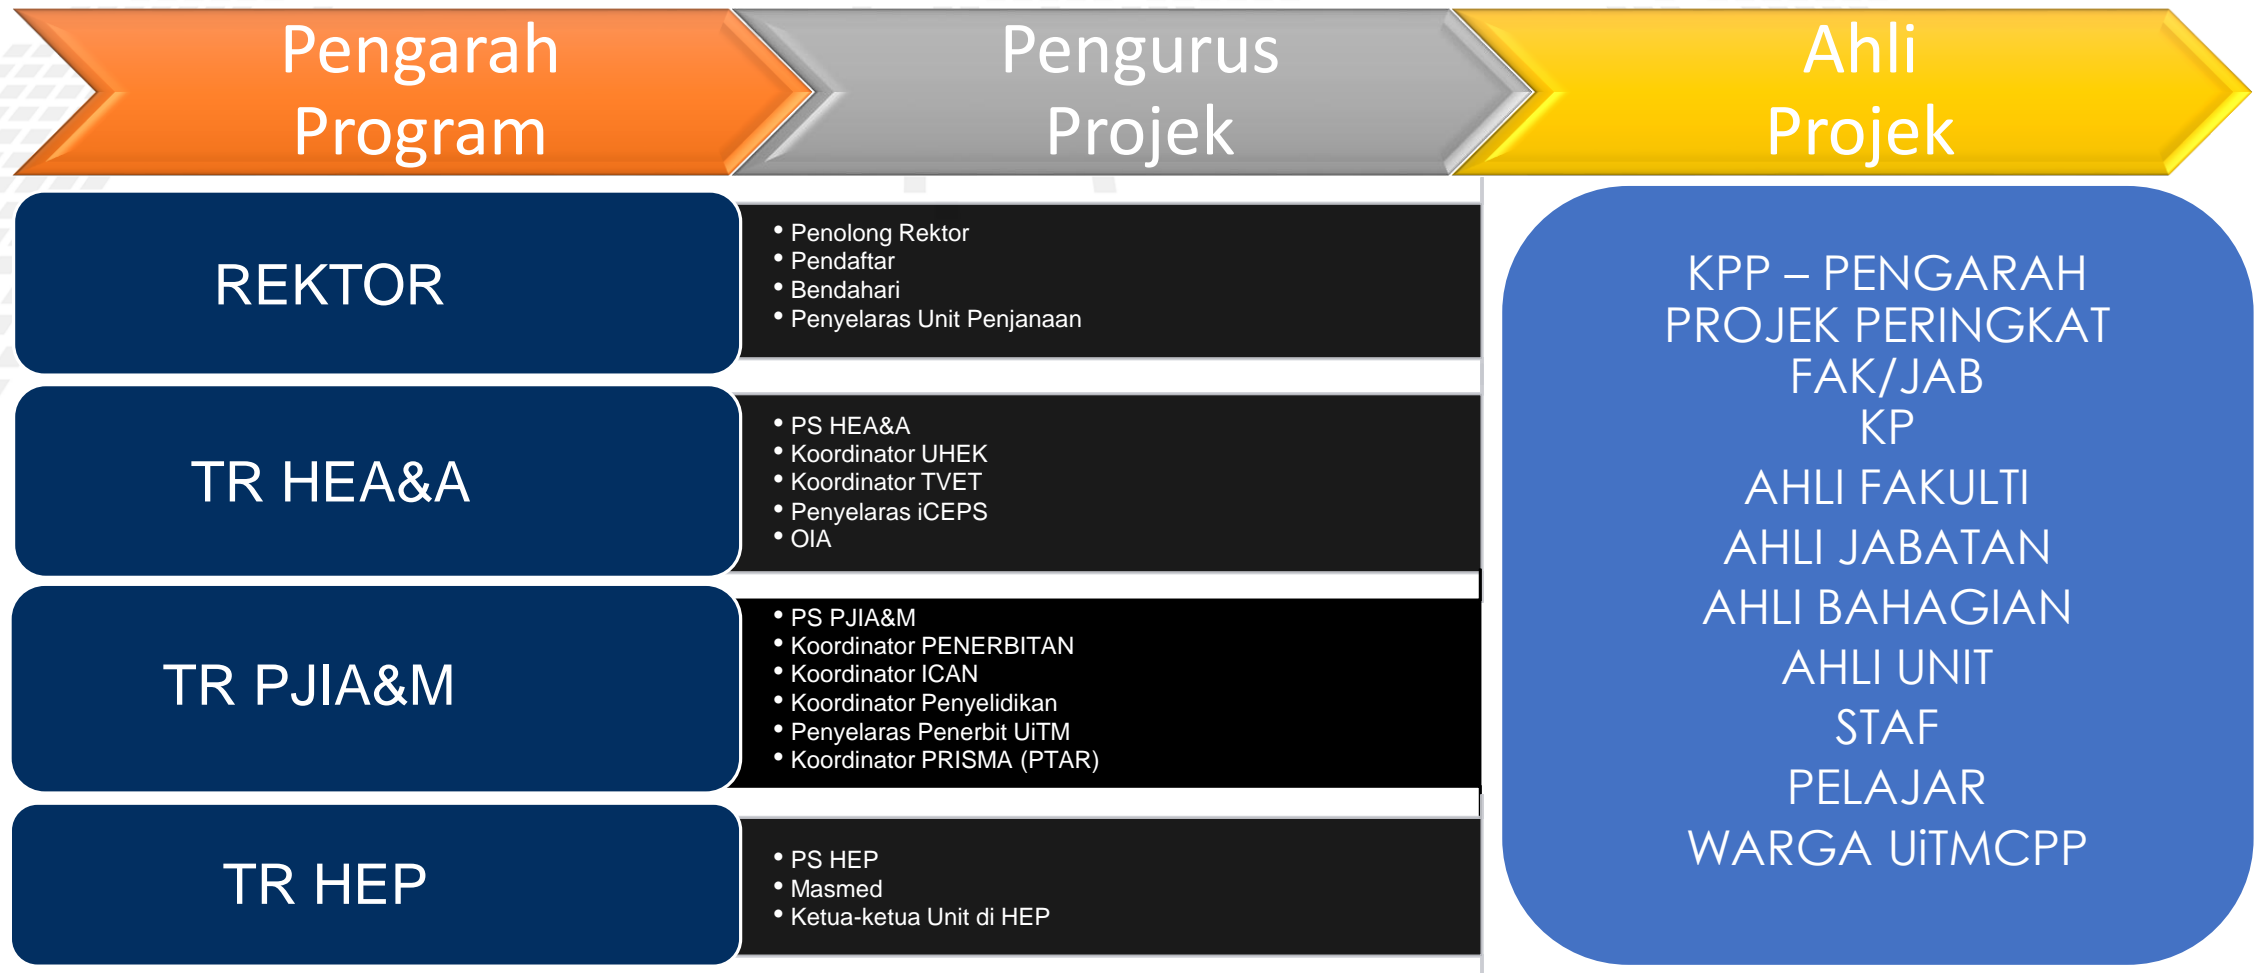 Pengarah
Program
Pengurus
Projek
Ahli
Projek
REKTOR
• Penolong Rektor
• Pendaftar
• Bendahari
• Penyelaras Unit Penjanaan
TR HEA&A
• PS HEA&A
• Koordinator UHEK
• Koordinator TVET
• Penyelaras iCEPS
• OIA
TR PJIA&M
• PS PJIA&M
• Koordinator PENERBITAN
• Koordinator ICAN
• Koordinator Penyelidikan
• Penyelaras Penerbit UiTM
• Koordinator PRISMA (PTAR)
TR HEP
• PS HEP
• Masmed
• Ketua-ketua Unit di HEP
KPP – PENGARAH
PROJEK PERINGKAT
FAK/JAB
KP
AHLI FAKULTI
AHLI JABATAN
AHLI BAHAGIAN
AHLI UNIT
STAF
PELAJAR
WARGA UiTMCPP